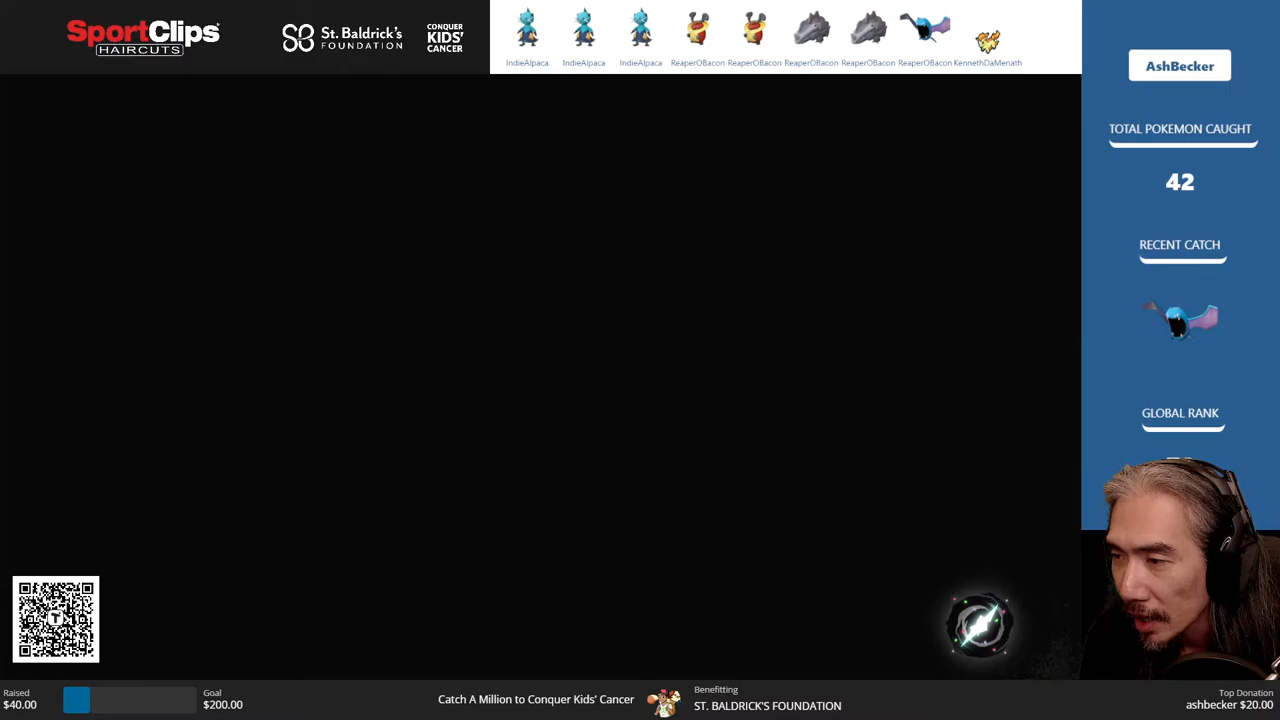 SportClips
HAIRCUTS
St. Baldrick's
FOUNDATION
CONQUER
KIDS'
CANCER
IndieAlpaca IndieAlpaca IndieAlpaca ReaperOBacon ReaperOBacon ReaperOBacon ReaperOBacon ReaperOBacon KennethDaMenath
AshBecker
TOTAL POKEMON CAUGHT
42
RECENT CATCH
GLOBAL RANK
Raised
$40.00
Goal
$200.00
Catch A Million to Conquer Kids' Cancer
Benefitting
ST. BALDRICK'S FOUNDATION
Top Donation
ashbecker $20.00